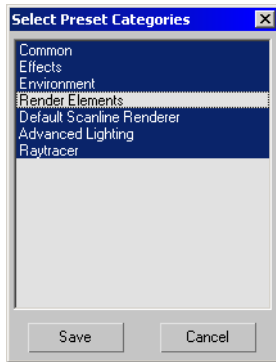 Select Preset Categories
Common
Effects
Environment
Render Elements
Default Scanline Renderer
Advanced Lighting
Raytracer
Save
Cancel